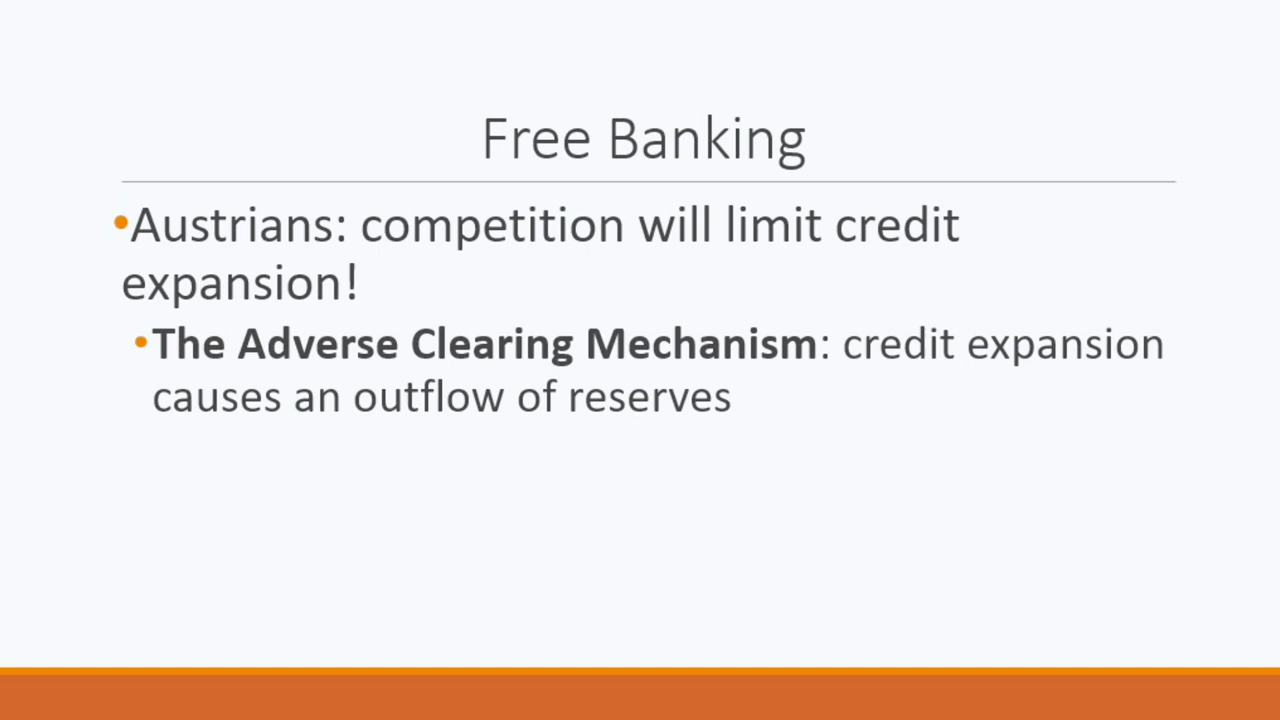 Free Banking
•Austrians: competition will limit credit
expansion!
•The Adverse Clearing Mechanism: credit expansion
causes an outflow of reserves